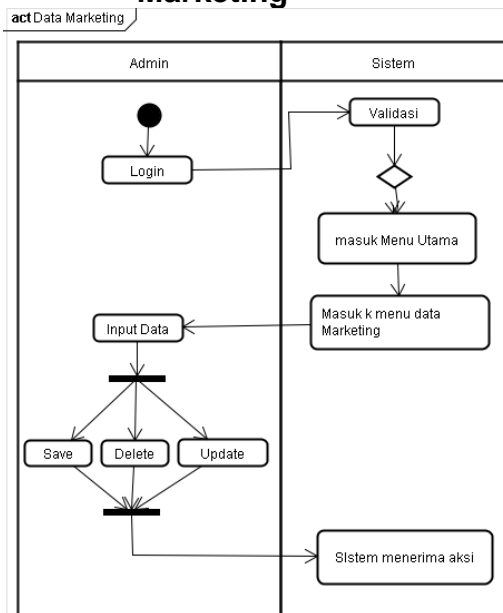 Marketing
act Data Marketing
Admin
Sistem
Validasi
Login
masuk Menu Utama
Masuk k menu data
Marketing
Input Data
Save
Delete
Update
SIstem menerima aksi